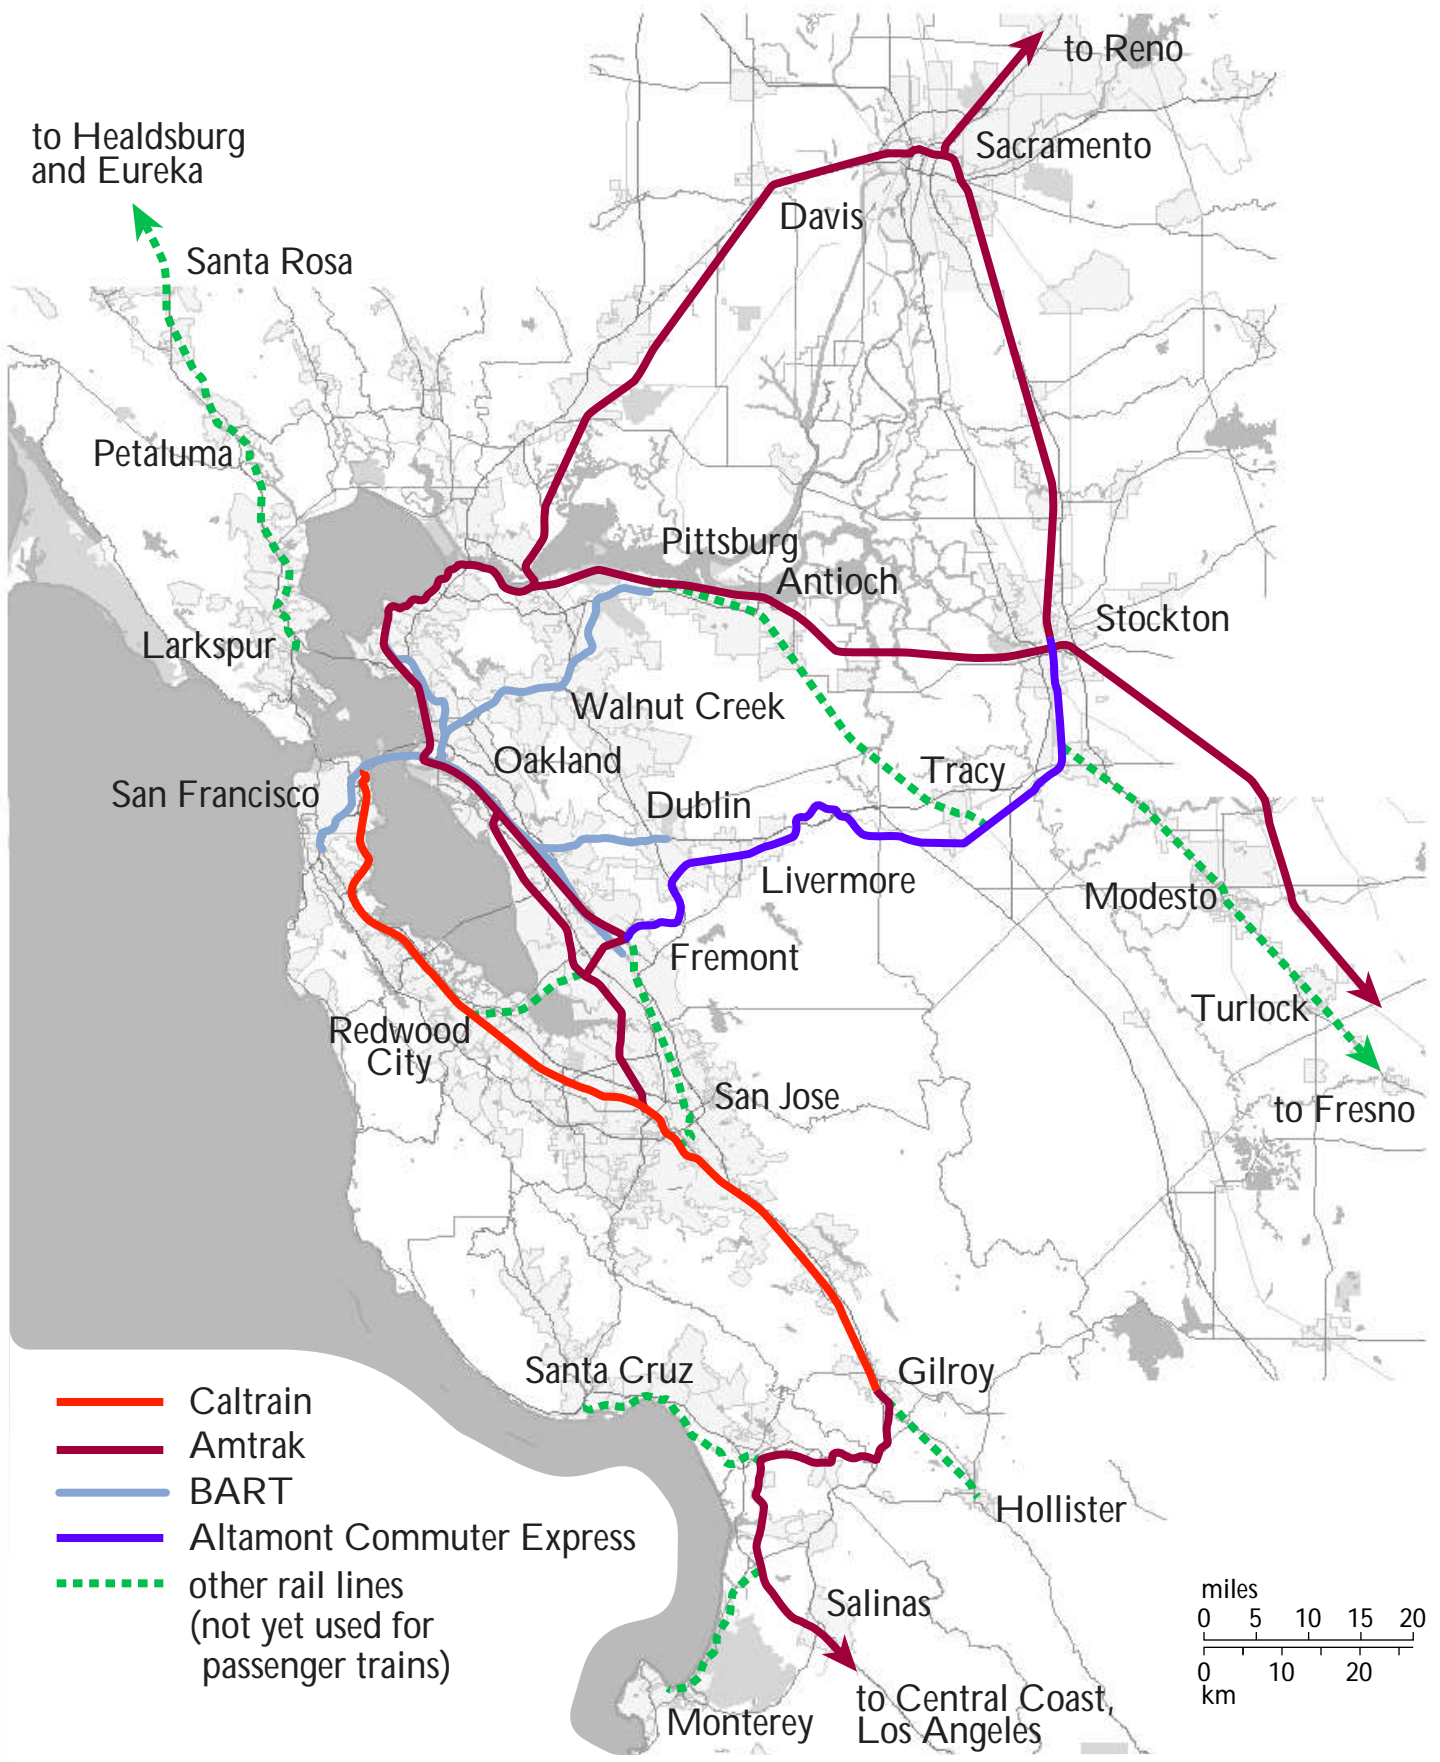 to Reno
to Healdsburg
and Eureka
Sacramento
Davis
Santa Rosa
Petaluma
Pittsburg
Antioch
Stockton
Larkspur
Walnut Creek
Oakland
Tracy
San Francisco
Dublin
Livermore
Modesto
Fremont
Turlock
Redwood
City
San Jose
to Fresno
Santa Cruz
Gilroy
Hollister
Salinas
to Central Coast,
Los Angeles
Monterey
Caltrain
Amtrak
BART
Altamont Commuter Express
other rail lines
(not yet used for
passenger trains)
miles
0 5 10 15 20
0 10 20
km